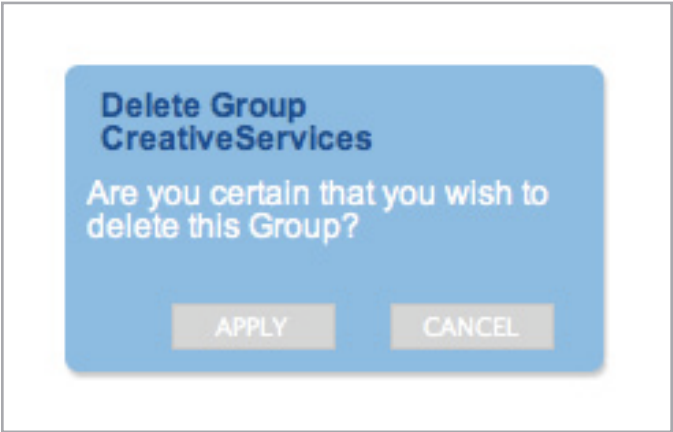 Delete Group
CreativeServices
Are you certain that you wish to
delete this Group?
APPLY
CANCEL